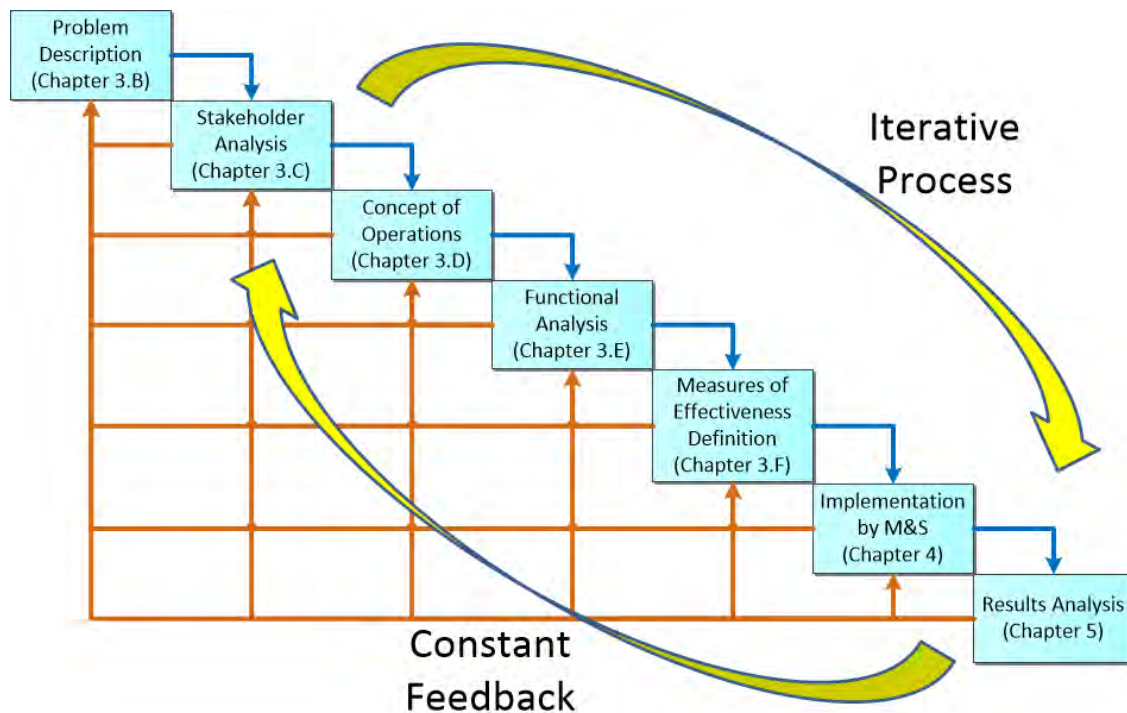 Problem
Description
(Chapter 3.B)
Stakeholder
Analysis
(Chapter 3.C)
Iterative
Process
Concept of
Operations
(Chapter 3.D)
Functional
Analysis
(Chapter 3.E)
Measures of
Effectiveness
Definition
(Chapter 3.F)
Implementation
by M&S
(Chapter 4)
Results Analysis
(Chapter 5)
Constant
Feedback